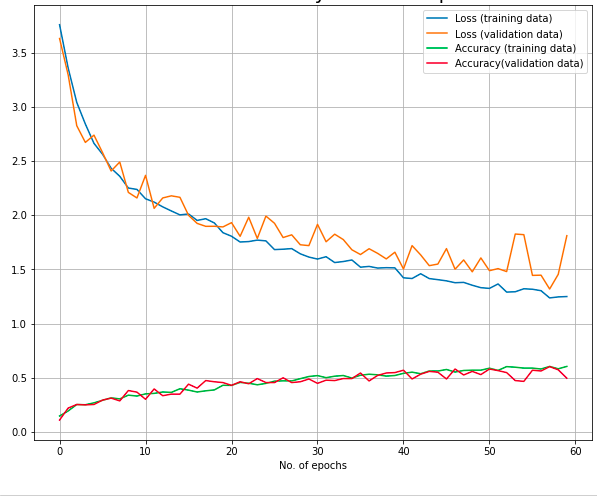 Loss (training data)
Loss (validation data)
Accuracy (training data)
Accuracy(validation data)
3.5
3.0
2.5
2.0
1.5
1.0
0.5
0.0
0 10 20 30 40 50 60
No. of epochs